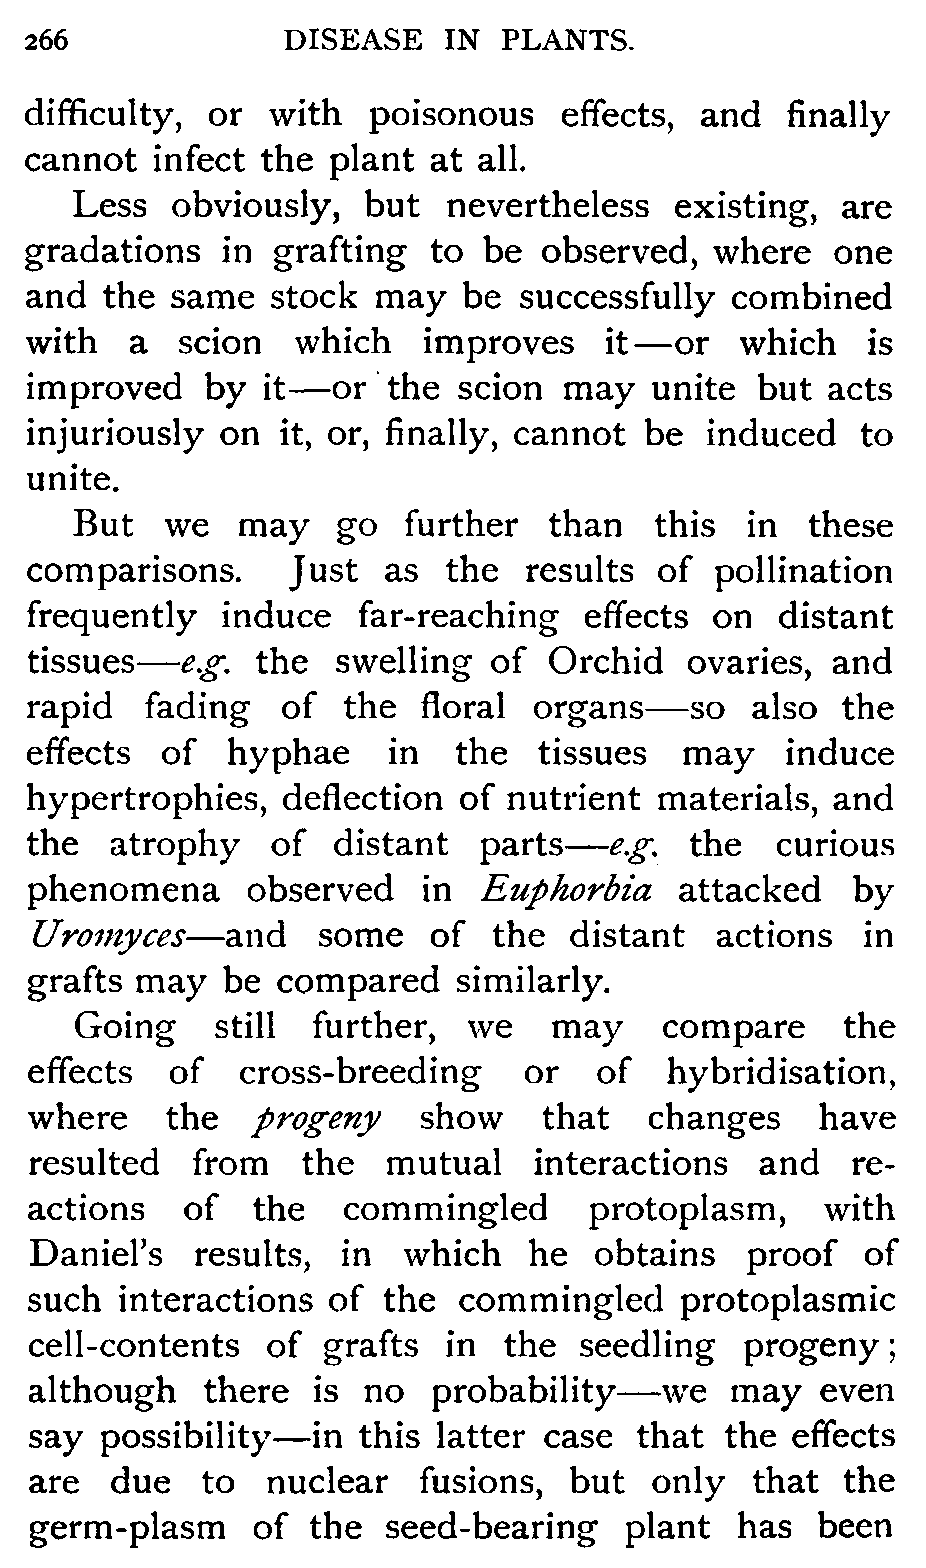 266 DISEASE IN PLANTS.
difficulty, or with poisonous effects, and finally
cannot infect the plant at all.
Less obviously, but nevertheless existing, are
gradations in grafting to be observed, where one
and the same stock may be successfully combined
with a scion which improves it—or which is
improved by it—or the scion may unite but acts
injuriously on it, or, finally, cannot be induced to
unite.
But we may go further than this in these
comparisons. Just as the results of pollination
frequently induce far-reaching effects on distant
tissues—e.g. the swelling of Orchid ovaries, and
rapid fading of the floral organs—so also the
effects of hyphae in the tissues may induce
hypertrophies, deflection of nutrient materials, and
the atrophy of distant parts—e.g. the curious
phenomena observed in Euphorbia attacked by
Uromyces—and some of the distant actions in
grafts may be compared similarly.
Going still further, we may compare the
effects of cross-breeding or of hybridisation,
where the progeny show that changes have
resulted from the mutual interactions and re-
actions of the commingled protoplasm, with
Daniel's results, in which he obtains proof of
such interactions of the commingled protoplasmic
cell-contents of grafts in the seedling progeny;
although there is no probability—we may even
say possibility—in this latter case that the effects
are due to nuclear fusions, but only that the
germ-plasm of the seed-bearing plant has been